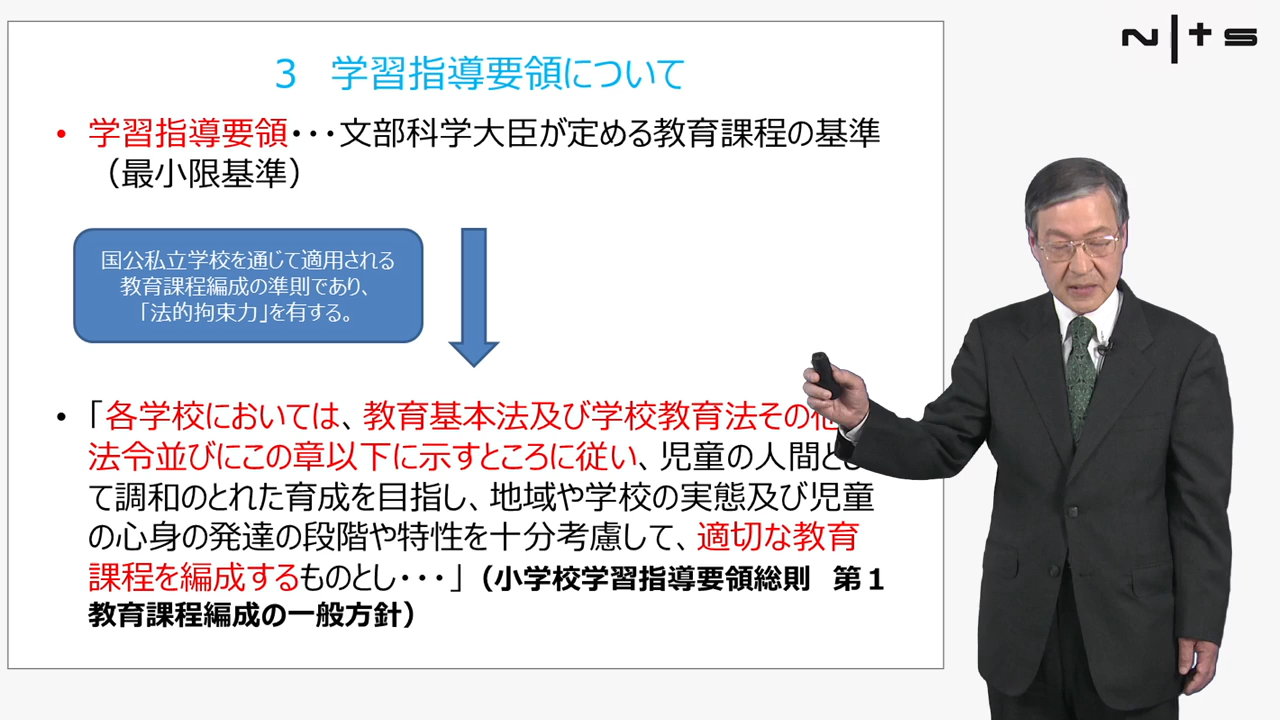 NITS
3 学習指導要領について
• 学習指導要領・・・文部科学大臣が定める教育課程の基準
（最小限基準）
国公私立学校を通じて適用される
教育課程編成の準則であり、
「法的拘束力」を有する。
• 「各学校においては、教育基本法及び学校教育法その他
法令並びにこの章以下に示すところに従い、児童の人間と
て調和のとれた育成を目指し、地域や学校の実態及び児童
の心身の発達の段階や特性を十分考慮して、適切な教育
課程を編成するものとし・・・」（小学校学習指導要領総則 第１
教育課程編成の一般方針）